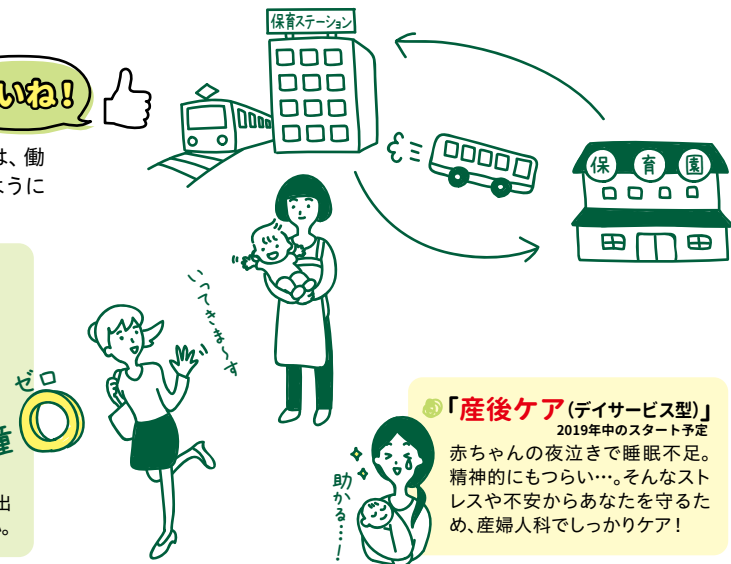 保育ステーション
いいね！
は、働
ように
保育園
いってきま〜す
ゼロ
童
出
「産後ケア（デイサービス型）」
2019年中のスタート予定
赤ちゃんの夜泣きで睡眠不足。
精神的にもつらい…。そんなスト
レスや不安からあなたを守るた
め、産婦人科でしっかりケア！
助かる…！